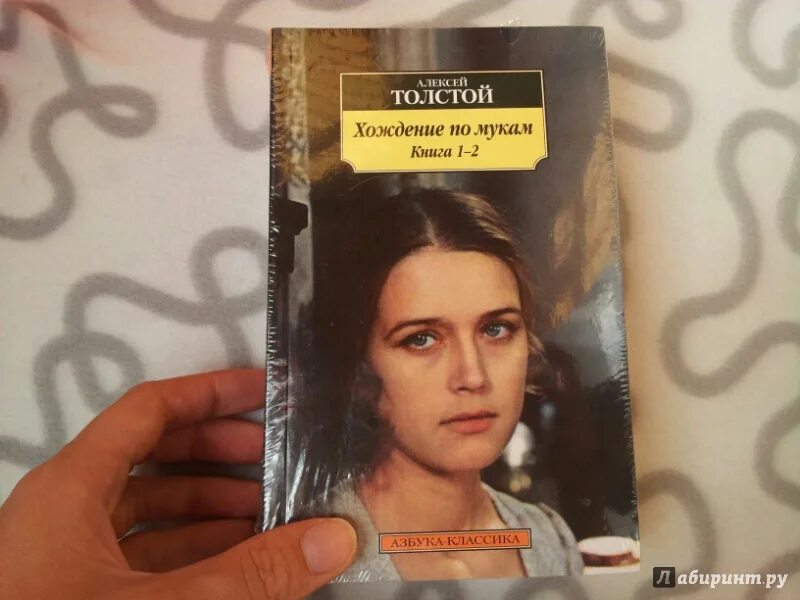 АЛЕКСЕЙ
ТОЛСТОЙ
Хождение по мукам
Книга 1–2
АЗБУКА-КЛАССИКА
Лабиринт.ру